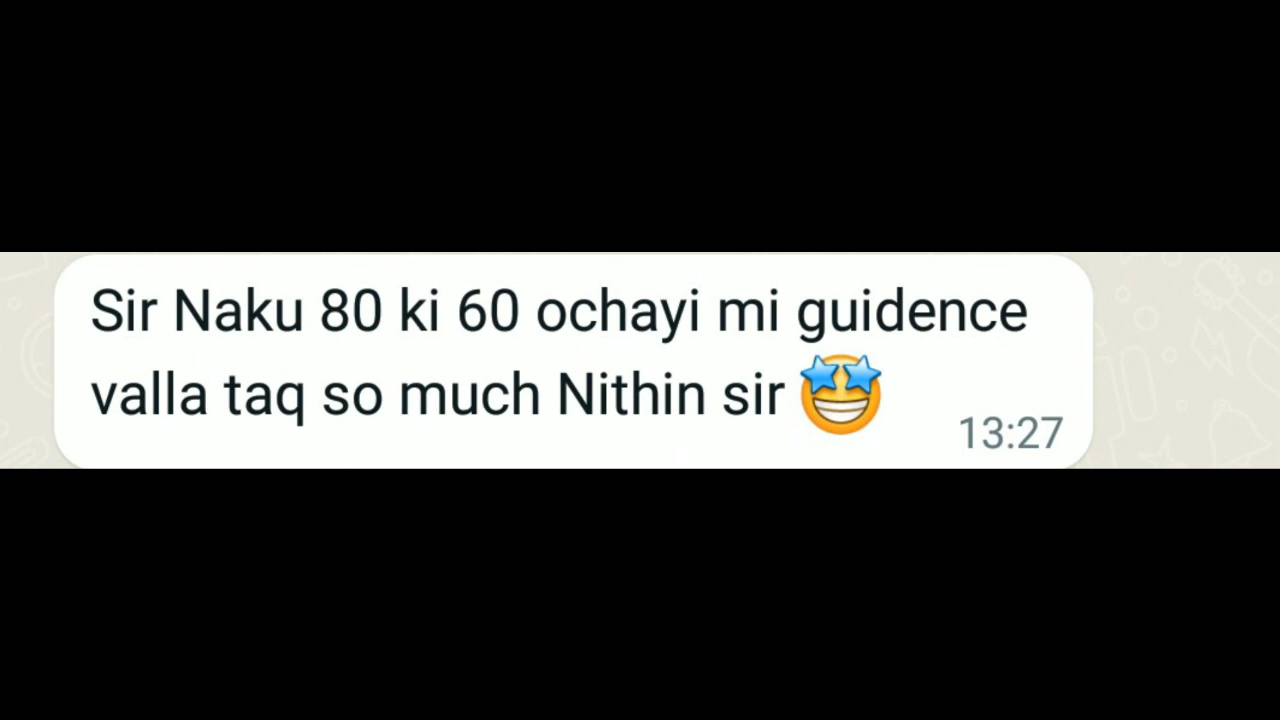 Sir Naku 80 ki 60 ochayi mi guidence
valla taq so much Nithin sir 🤩
13:27